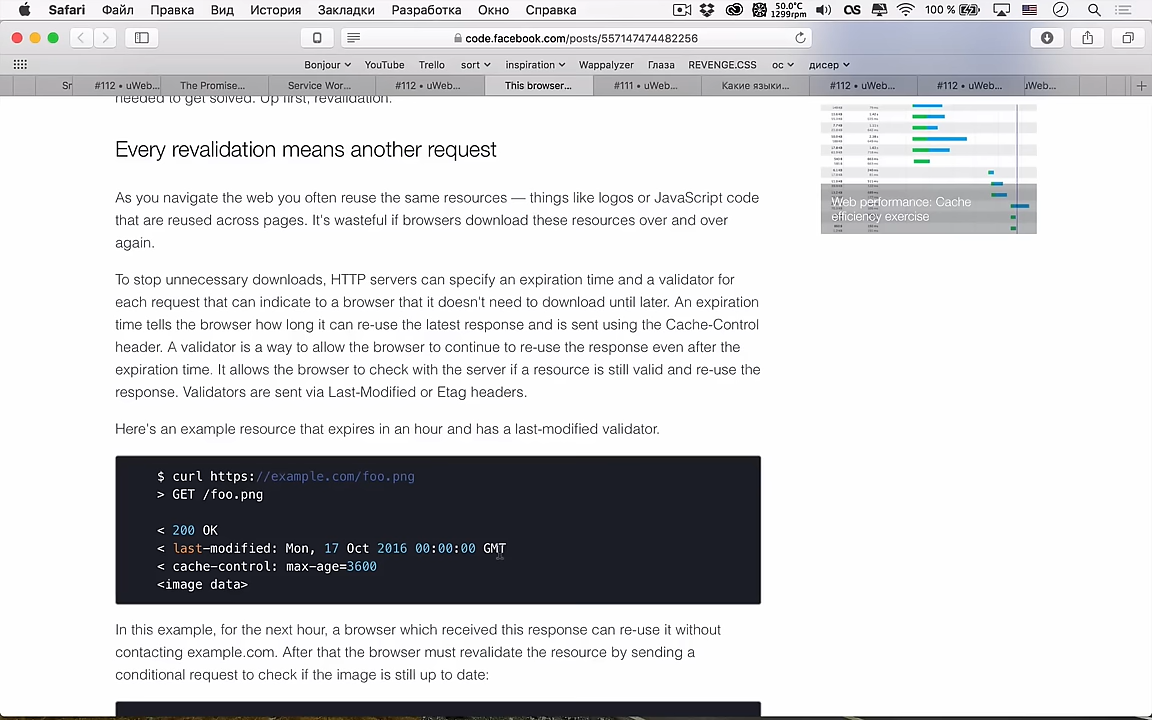 Safari Файл Правка Вид История Закладки Разработка Окно Справка 50.0°C 1299rpm 100 %
code.facebook.com/posts/557147474482256
Bonjour YouTube Trello sort inspiration Wappalyzer Глаза REVENGE.CSS ос дисер
Sr #112 • uWeb... The Promise... Service Wor... #112 • uWeb... This browser... #111 • uWeb... Какие языки... #112 • uWeb... #112 • uWeb... uWeb...
needed to get solved. Up first, revalidation.
Every revalidation means another request
As you navigate the web you often reuse the same resources — things like logos or JavaScript code
that are reused across pages. It's wasteful if browsers download these resources over and over
again.
To stop unnecessary downloads, HTTP servers can specify an expiration time and a validator for
each request that can indicate to a browser that it doesn't need to download until later. An expiration
time tells the browser how long it can re-use the latest response and is sent using the Cache-Control
header. A validator is a way to allow the browser to continue to re-use the response even after the
expiration time. It allows the browser to check with the server if a resource is still valid and re-use the
response. Validators are sent via Last-Modified or Etag headers.
Here's an example resource that expires in an hour and has a last-modified validator.
$ curl https://example.com/foo.png
> GET /foo.png
< 200 OK
< last-modified: Mon, 17 Oct 2016 00:00:00 GMT
< cache-control: max-age=3600
<image data>
In this example, for the next hour, a browser which received this response can re-use it without
contacting example.com. After that the browser must revalidate the resource by sending a
conditional request to check if the image is still up to date:
Web performance: Cache
efficiency exercise